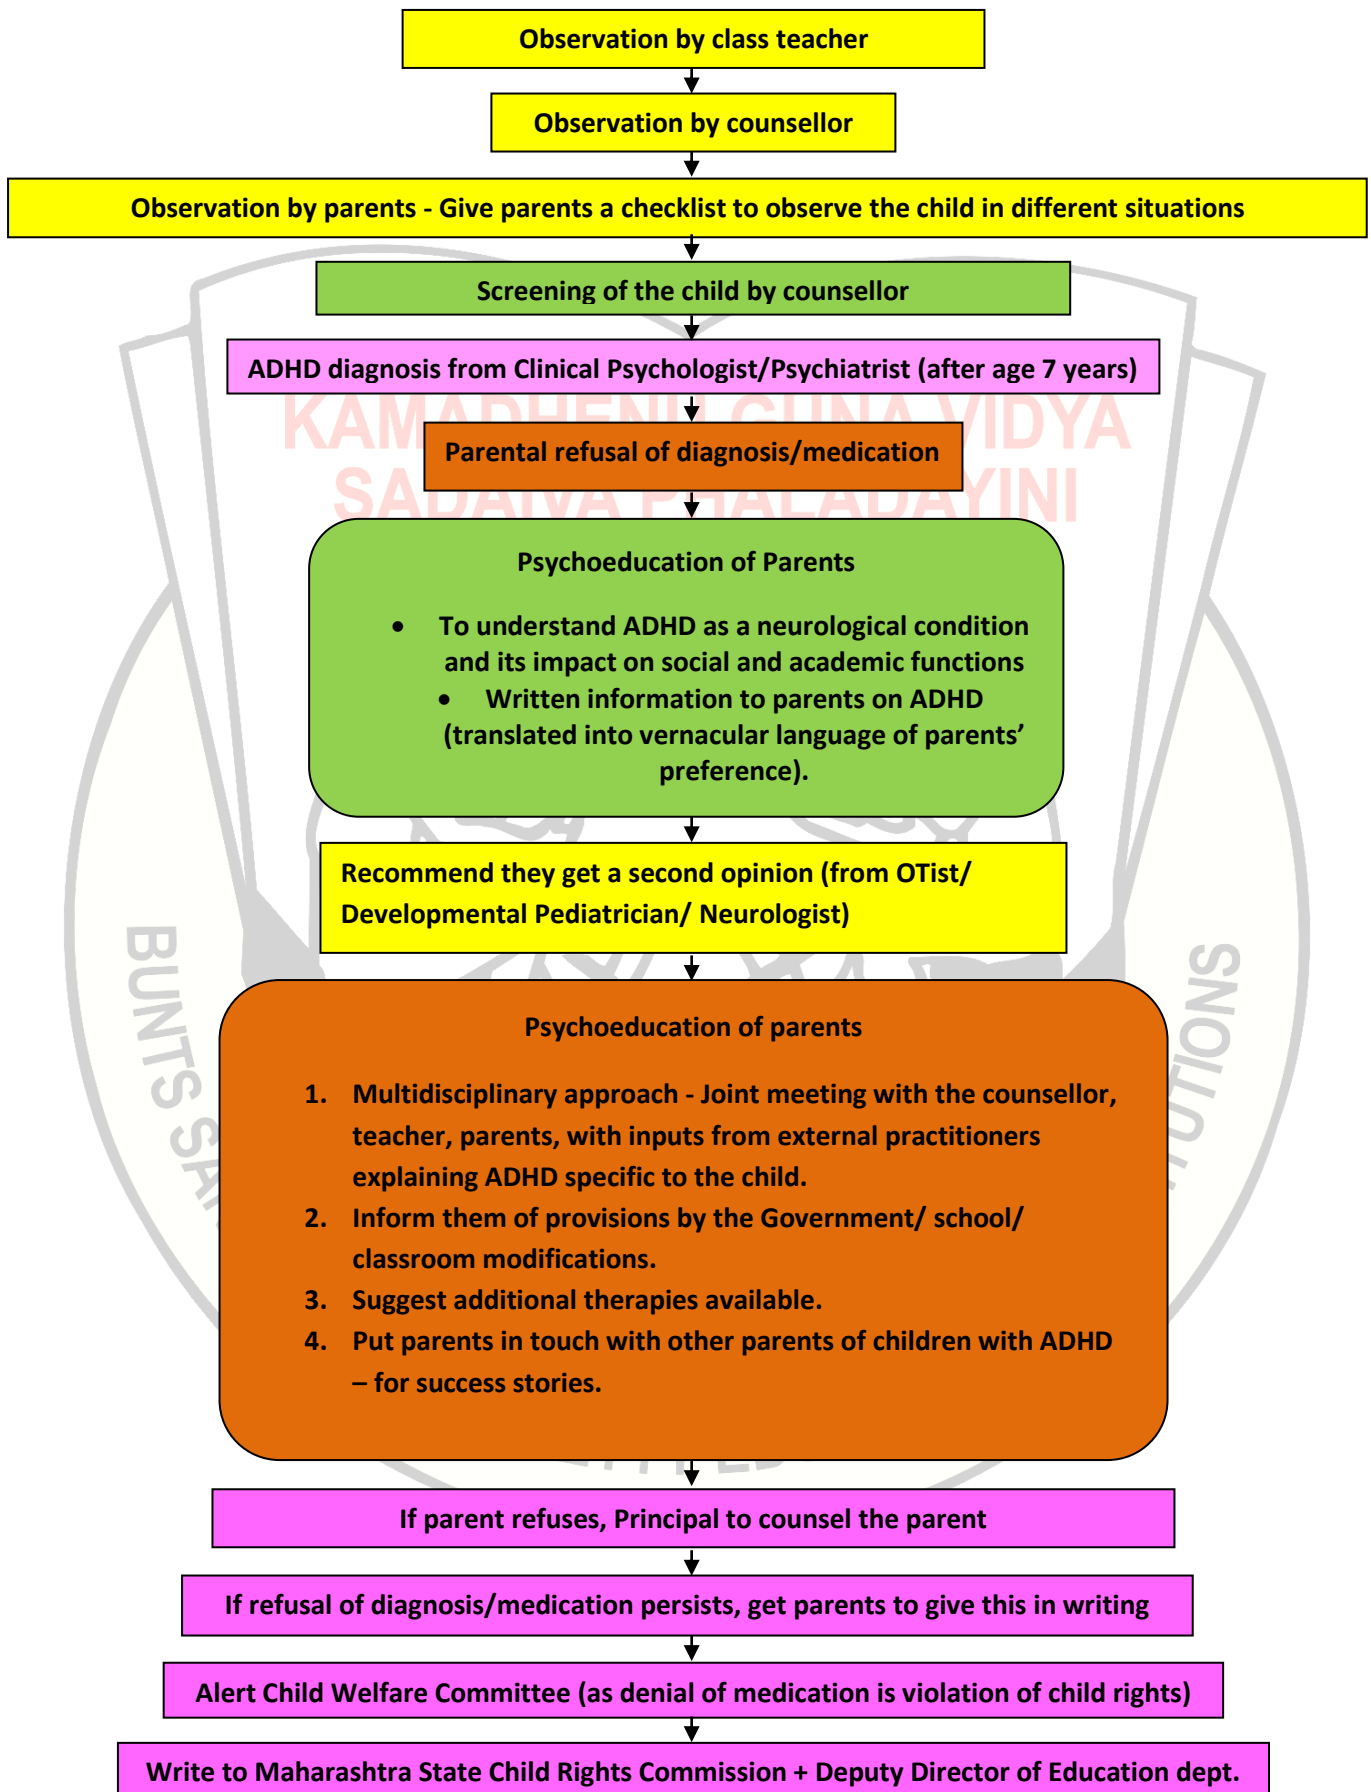 Observation by class teacher
Observation by counsellor
Observation by parents - Give parents a checklist to observe the child in different situations
Screening of the child by counsellor
ADHD diagnosis from Clinical Psychologist/Psychiatrist (after age 7 years)
KAMADHENU GUNA VIDYA
Parental refusal of diagnosis/medication
SADAIVA PHALADAYINI
Psychoeducation of Parents
• To understand ADHD as a neurological condition
and its impact on social and academic functions
• Written information to parents on ADHD
(translated into vernacular language of parents’
preference).
Recommend they get a second opinion (from OTist/
Developmental Pediatrician/ Neurologist)
BUNTS
Psychoeducation of parents
1. Multidisciplinary approach - Joint meeting with the counsellor,
teacher, parents, with inputs from external practitioners
explaining ADHD specific to the child.
2. Inform them of provisions by the Government/ school/
classroom modifications.
3. Suggest additional therapies available.
4. Put parents in touch with other parents of children with ADHD
– for success stories.
If parent refuses, Principal to counsel the parent
If refusal of diagnosis/medication persists, get parents to give this in writing
Alert Child Welfare Committee (as denial of medication is violation of child rights)
Write to Maharashtra State Child Rights Commission + Deputy Director of Education dept.